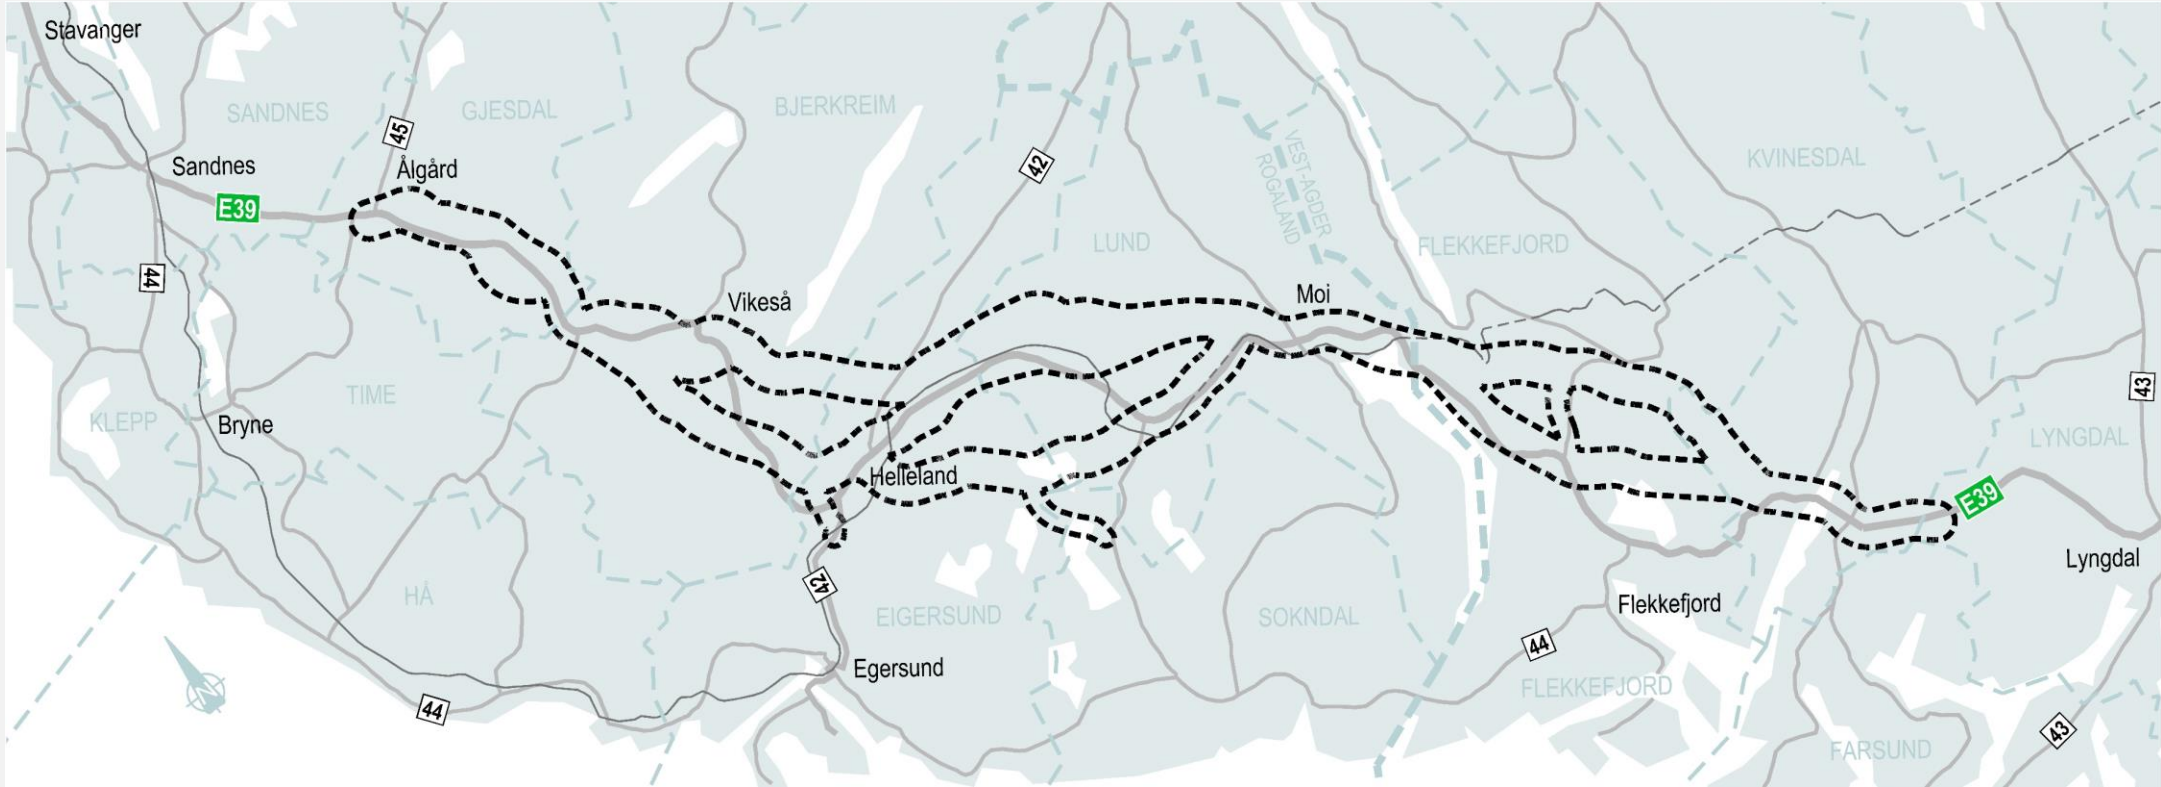 Stavanger
SANDNES
GJESDAL
BJERKREIM
45
Sandnes
Ålgård
42
VEST-AGDER
ROGALAND
KVINESDAL
E39
LUND
FLEKKEFJORD
44
Vikeså
Moi
TIME
KLEPP
Bryne
43
LYNGDAL
Helleland
E39
Lyngdal
HÅ
42
EIGERSUND
SOKNDAL
Flekkefjord
44
Egersund
FLEKKEFJORD
N
44
43
FARSUND